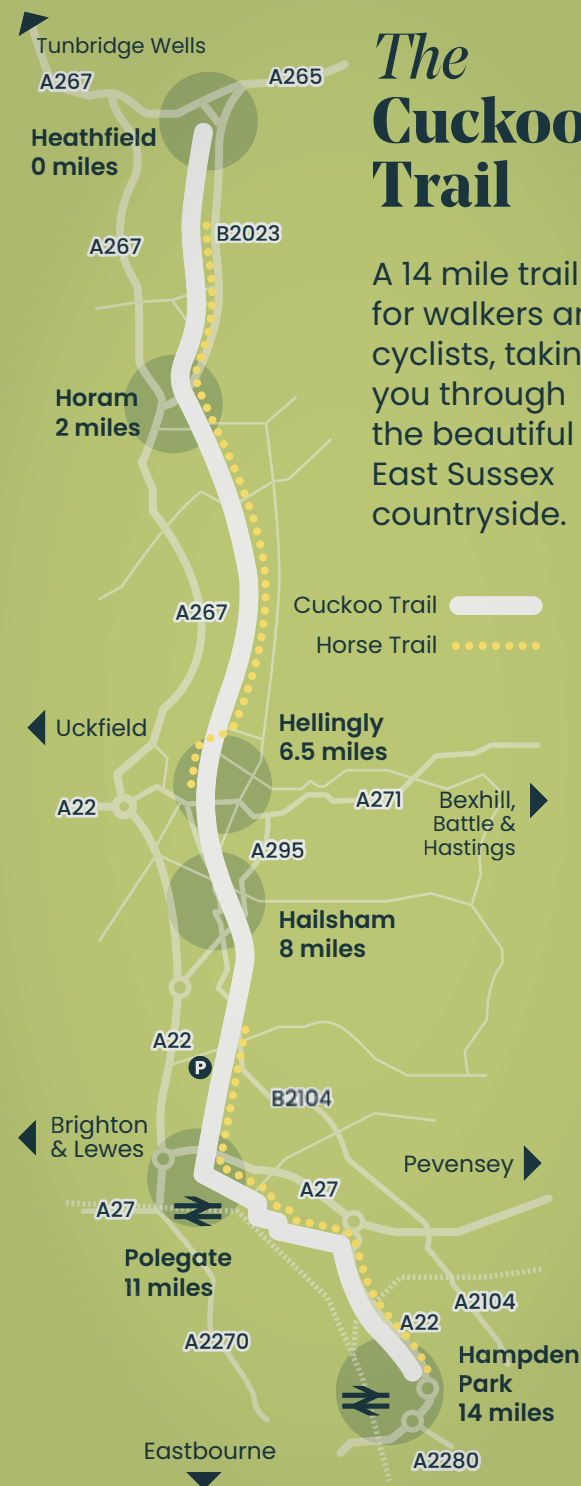 Tunbridge Wells
A267
A265
The
Cuckoo
Trail
Heathfield
0 miles
A267
B2023
A 14 mile trail
for walkers
cyclists,
you through
the beautiful
East Sussex
countryside.
Horam
2 miles
A267
Cuckoo Trail
Horse Trail
Uckfield
Hellingly
6.5 miles
A22
A271
Bexhill,
Battle &
Hastings
A295
Hailsham
8 miles
A22
P
B2104
Brighton
& Lewes
Pevensey
A27
A27
Polegate
11 miles
A2104
A22
A2270
Hampden
Park
14 miles
Eastbourne
A2280